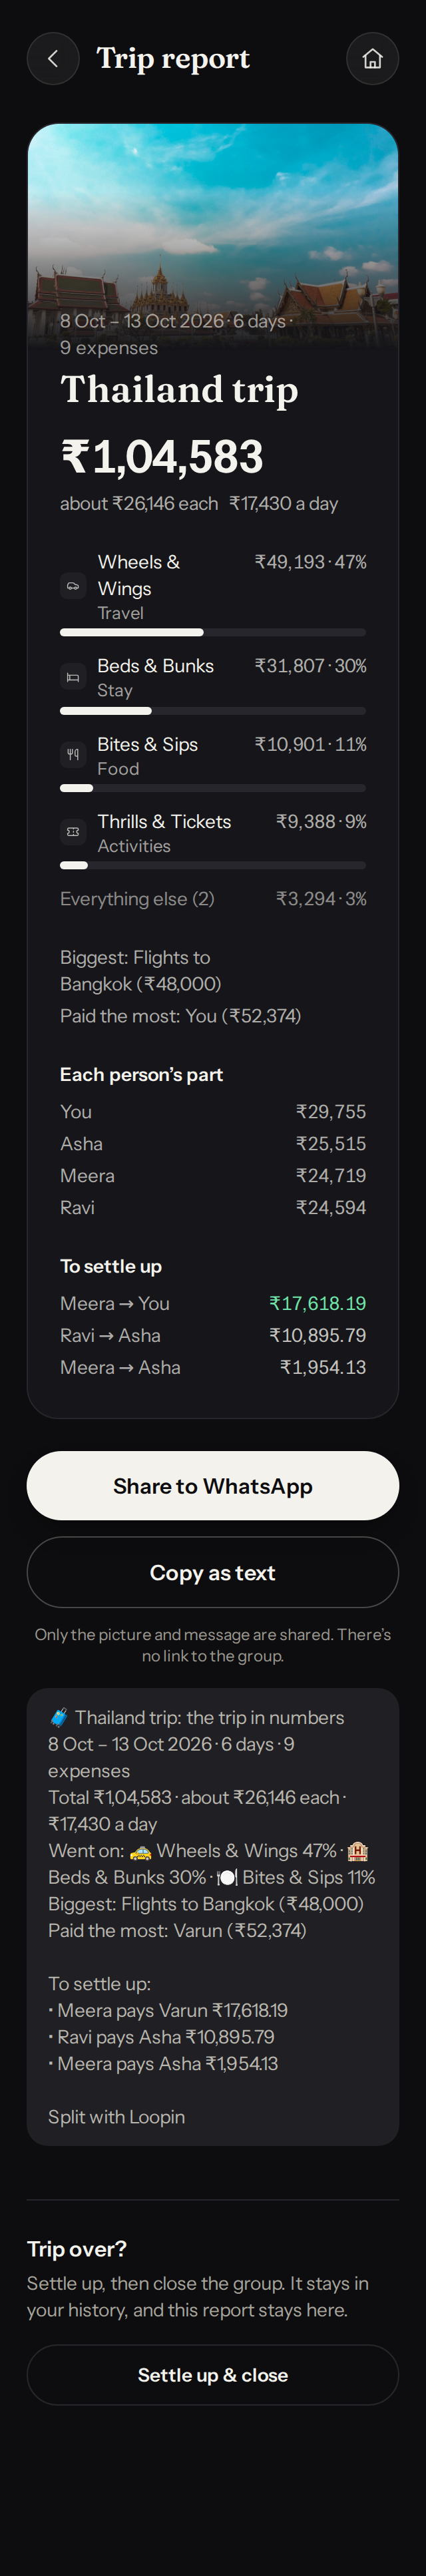 Trip report
8 Oct – 13 Oct 2026 · 6 days ·
9 expenses
Thailand trip
₹1,04,583
about ₹26,146 each ₹17,430 a day
Wheels &
Wings
₹49,193 · 47%
Travel
Beds & Bunks ₹31,807 · 30%
Stay
Bites & Sips ₹10,901 · 11%
Food
Thrills & Tickets ₹9,388 · 9%
Activities
Everything else (2) ₹3,294 · 3%
Biggest: Flights to
Bangkok (₹48,000)
Paid the most: You (₹52,374)
Each person’s part
You ₹29,755
Asha ₹25,515
Meera ₹24,719
Ravi ₹24,594
To settle up
Meera → You ₹17,618.19
Ravi → Asha ₹10,895.79
Meera → Asha ₹1,954.13
Share to WhatsApp
Copy as text
Only the picture and message are shared. There’s
no link to the group.
🧳 Thailand trip: the trip in numbers
8 Oct – 13 Oct 2026 · 6 days · 9
expenses
Total ₹1,04,583 · about ₹26,146 each ·
₹17,430 a day
Went on: 🚕 Wheels & Wings 47% · 🏨
Beds & Bunks 30% · 🍽️ Bites & Sips 11%
Biggest: Flights to Bangkok (₹48,000)
Paid the most: Varun (₹52,374)
To settle up:
• Meera pays Varun ₹17,618.19
• Ravi pays Asha ₹10,895.79
• Meera pays Asha ₹1,954.13
Split with Loopin
Trip over?
Settle up, then close the group. It stays in
your history, and this report stays here.
Settle up & close